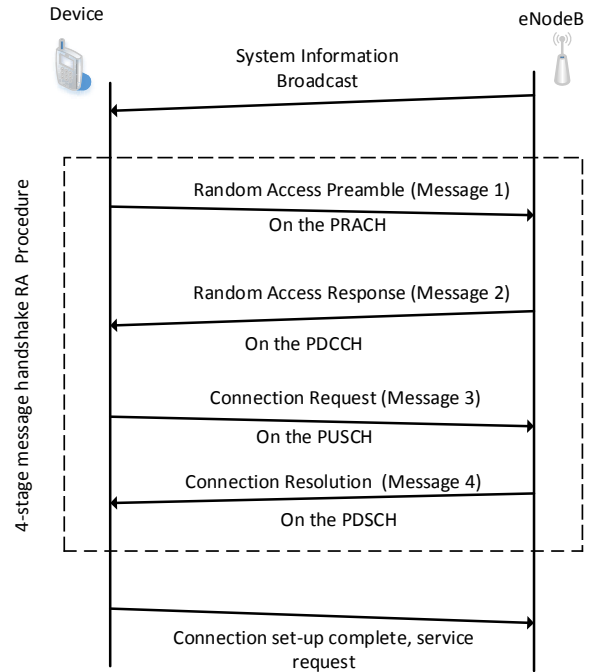 Device
eNodeB
System Information
Broadcast
4-stage message handshake RA Procedure
Random Access Preamble (Message 1)
On the PRACH
Random Access Response (Message 2)
On the PDCCH
Connection Request (Message 3)
On the PUSCH
Connection Resolution (Message 4)
On the PDSCH
Connection set-up complete, service
request